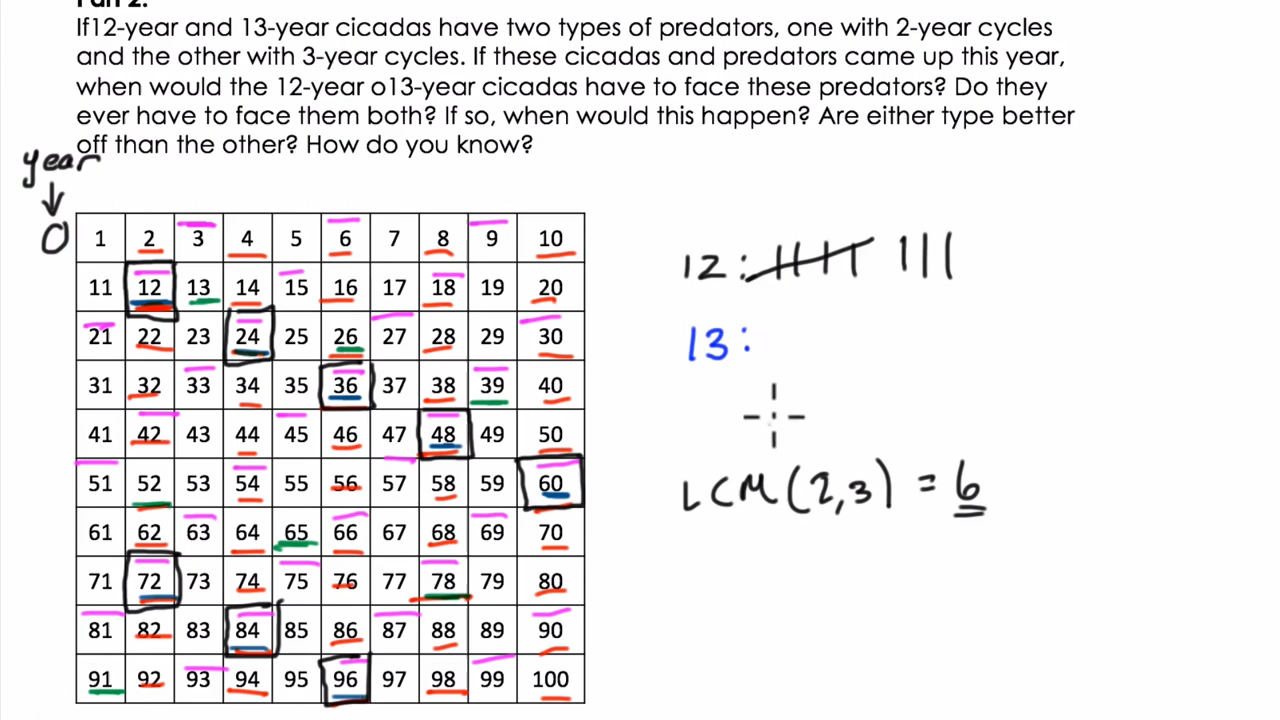 Part 2:
If12-year and 13-year cicadas have two types of predators, one with 2-year cycles
and the other with 3-year cycles. If these cicadas and predators came up this year,
when would the 12-year o13-year cicadas have to face these predators? Do they
ever have to face them both? If so, when would this happen? Are either type better
off than the other? How do you know?
year
0
1 2 3 4 5 6 7 8 9 10
11 12 13 14 15 16 17 18 19 20
21 22 23 24 25 26 27 28 29 30
31 32 33 34 35 36 37 38 39 40
41 42 43 44 45 46 47 48 49 50
51 52 53 54 55 56 57 58 59 60
61 62 63 64 65 66 67 68 69 70
71 72 73 74 75 76 77 78 79 80
81 82 83 84 85 86 87 88 89 90
91 92 93 94 95 96 97 98 99 100
12:
13:
LCM(2,3) = 6